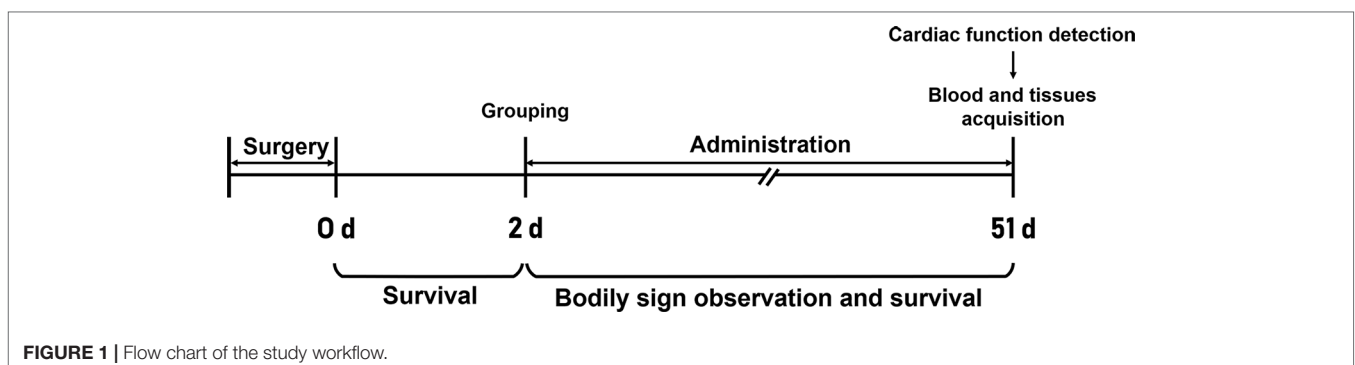 Cardiac function detection
Blood and tissues
acquisition
Grouping
Surgery
Administration
0 d
2 d
51 d
Survival
Bodily sign observation and survival
FIGURE 1 | Flow chart of the study workflow.